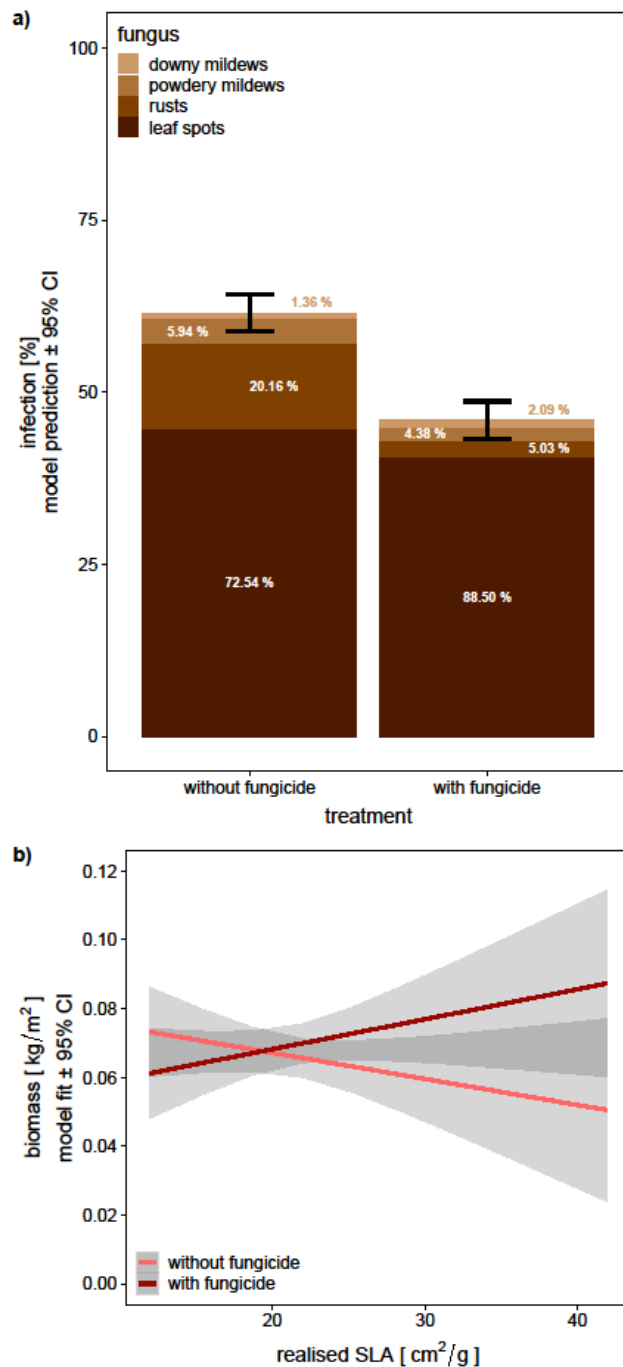 a)
fungus
downy mildews
powdery mildews
rusts
leaf spots
infection [%]
model prediction ± 95% CI
100
75
50
25
0
1.36 %
5.94 %
20.16 %
72.54 %
2.09 %
4.38 %
5.03 %
88.50 %
without fungicide
with fungicide
treatment
b)
biomass [ kg/m² ]
model fit ± 95% CI
0.12
0.10
0.08
0.06
0.04
0.02
0.00
without fungicide
with fungicide
20
30
40
realised SLA [ cm²/g ]